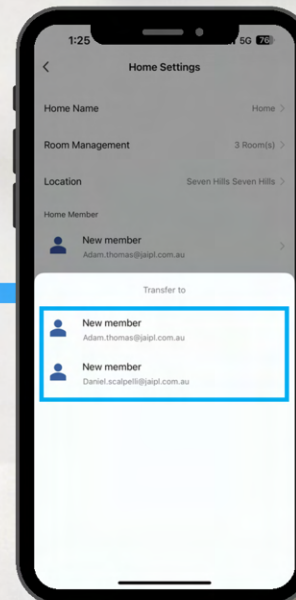 1:25
5G 76
Home Settings
Home Name Home
Room Management 3 Room(s)
Location Seven Hills Seven Hills
Home Member
New member
Adam.thomas@jaipl.com.au
Transfer to
New member
Adam.thomas@jaipl.com.au
New member
Daniel.scalpelli@jaipl.com.au